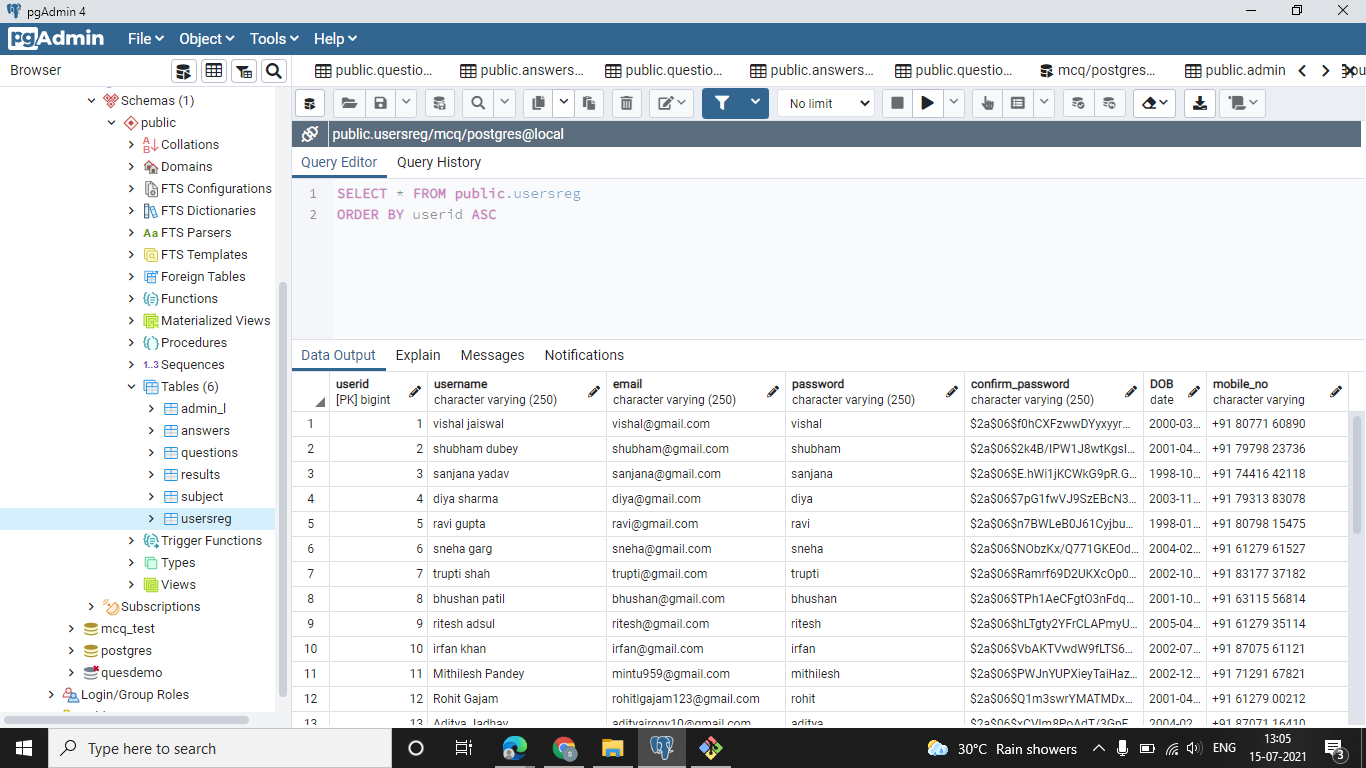 pgAdmin 4
pgAdmin File Object Tools Help
Browser
public.questio... public.answers... public.questio... public.answers... public.questio... mcq/postgres... public.admin
No limit
public.usersreg/mcq/postgres@local
Query Editor Query History
1 SELECT * FROM public.usersreg
2 ORDER BY userid ASC
Schemas (1)
public
Collations
Domains
FTS Configurations
FTS Dictionaries
Aa FTS Parsers
FTS Templates
Foreign Tables
Functions
Materialized Views
Procedures
1..3 Sequences
Tables (6)
admin_l
answers
questions
results
subject
usersreg
Trigger Functions
Types
Views
Subscriptions
mcq_test
postgres
quesdemo
Login/Group Roles
Data Output Explain Messages Notifications
userid username email password confirm_password DOB mobile_no
[PK] bigint character varying (250) character varying (250) character varying (250) character varying (250) date character varying
1 1 vishal jaiswal vishal@gmail.com vishal $2a$06$f0hCXFzwwDYyxyyr... 2000-03... +91 80771 60890
2 2 shubham dubey shubham@gmail.com shubham $2a$06$2k4B/IPW1J8wtKgsI... 2001-04... +91 79798 23736
3 3 sanjana yadav sanjana@gmail.com sanjana $2a$06$E.hWi1jKCWkG9pR.G... 1998-10... +91 74416 42118
4 4 diya sharma diya@gmail.com diya $2a$06$7pG1fwVJ9SzEBcN3... 2003-11... +91 79313 83078
5 5 ravi gupta ravi@gmail.com ravi $2a$06$n7BWLeB0J61Cyjbu... 1998-01... +91 80798 15475
6 6 sneha garg sneha@gmail.com sneha $2a$06$NObzKx/Q771GKEOd... 2004-02... +91 61279 61527
7 7 trupti shah trupti@gmail.com trupti $2a$06$Ramrf69D2UKXcOp0... 2002-10... +91 83177 37182
8 8 bhushan patil bhushan@gmail.com bhushan $2a$06$TPh1AeCFgtO3nFdq... 2001-10... +91 63115 56814
9 9 ritesh adsul ritesh@gmail.com ritesh $2a$06$hLTgty2YFrCLAPmyU... 2005-04... +91 61279 35114
10 10 irfan khan irfan@gmail.com irfan $2a$06$VbAKTVwdW9fLTS6... 2002-07... +91 87075 61121
11 11 Mithilesh Pandey mintu959@gmail.com mithilesh $2a$06$PWJnYUPXieyTaiHaz... 2002-12... +91 71291 67821
12 12 Rohit Gajam rohitlgajam123@gmail.com rohit $2a$06$Q1m3swrYMATMDx... 2001-04... +91 61279 00212
13 13 Aditya Jadhav aditya 2004-02 +91 87071 16410
Type here to search
30°C Rain showers ENG
13:05
15-07-2021
3